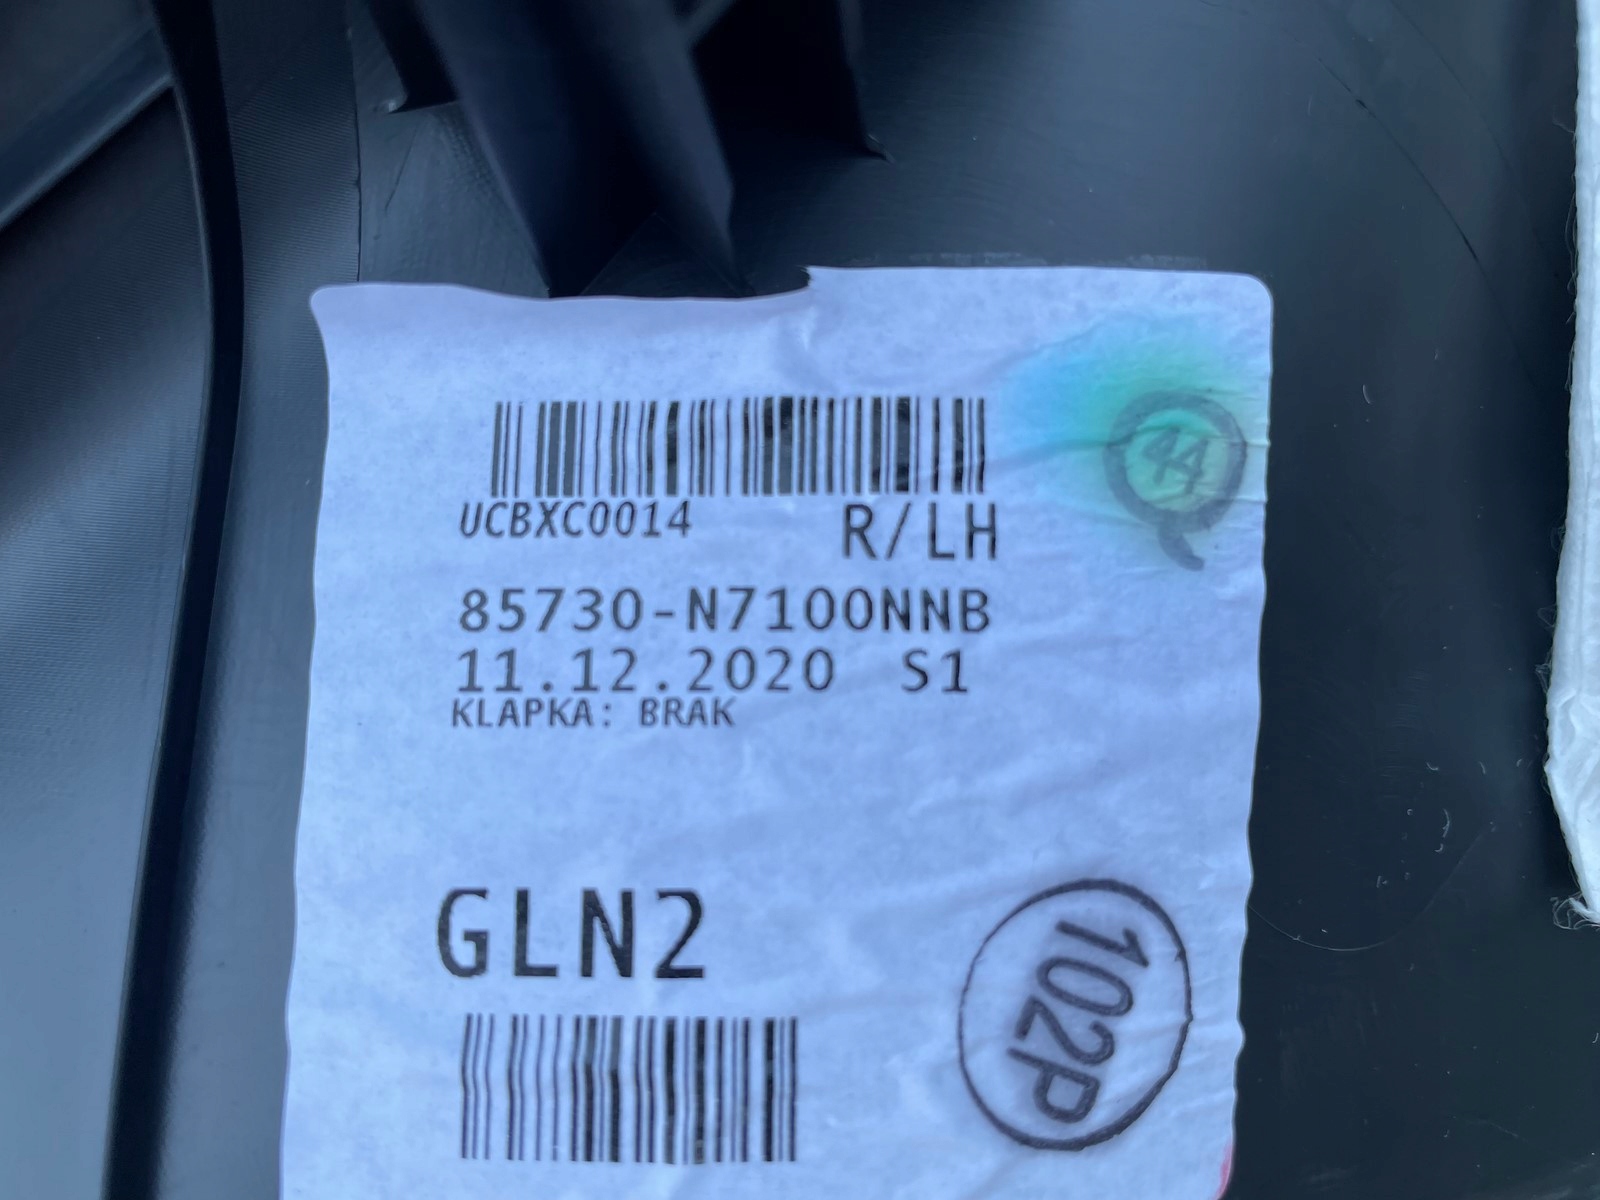 UCBXC0014 R/LH
85730-N7100NNB
11.12.2020 S1
KLAPKA: BRAK
GLN2
44
102P